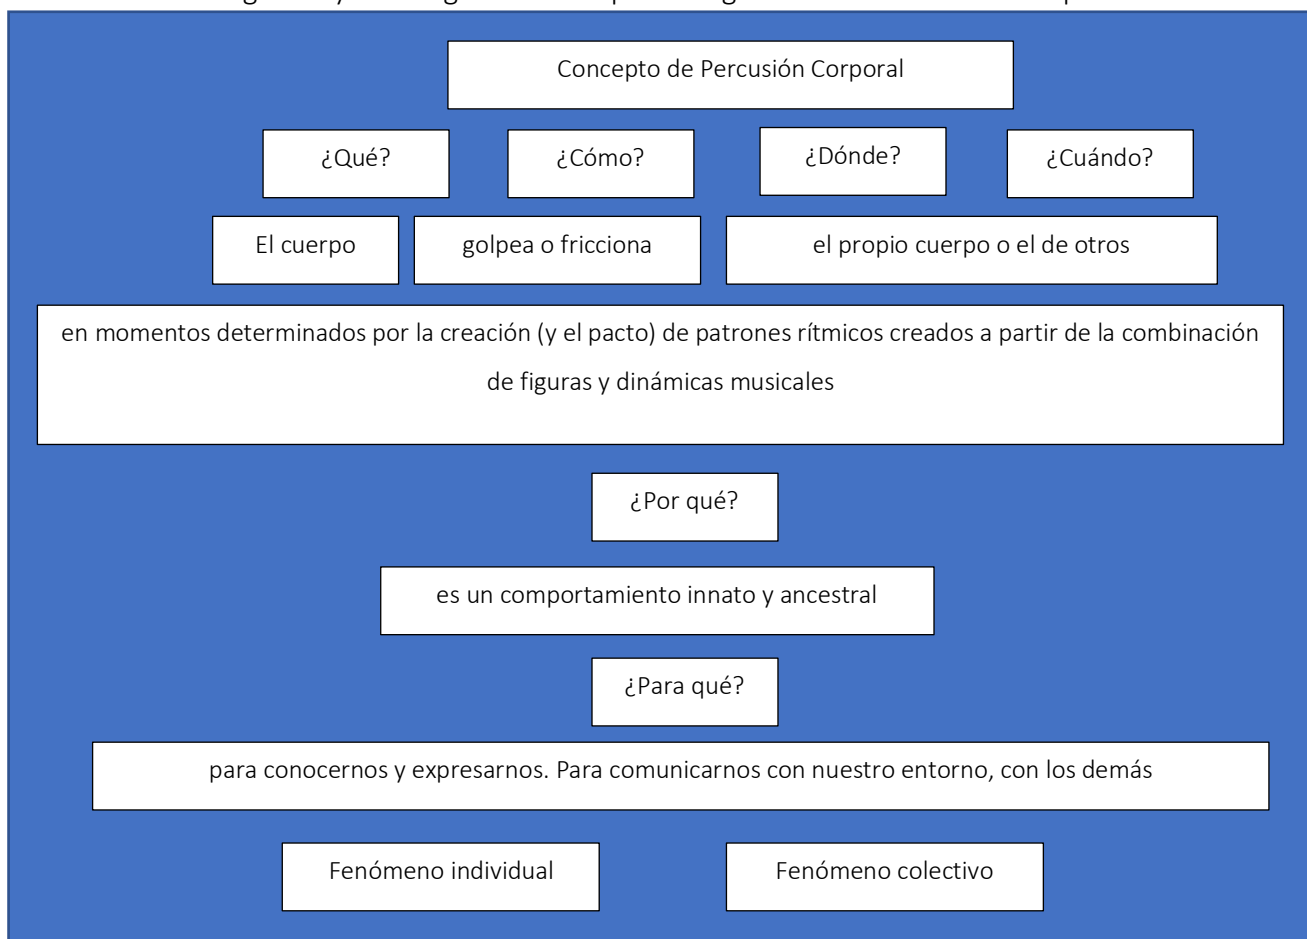 Concepto de Percusión Corporal
¿Qué?
¿Cómo?
¿Dónde?
¿Cuándo?
El cuerpo
golpea o fricciona
el propio cuerpo o el de otros
en momentos determinados por la creación (y el pacto) de patrones rítmicos creados a partir de la combinación
de figuras y dinámicas musicales
¿Por qué?
es un comportamiento innato y ancestral
¿Para qué?
para conocernos y expresarnos. Para comunicarnos con nuestro entorno, con los demás
Fenómeno individual
Fenómeno colectivo